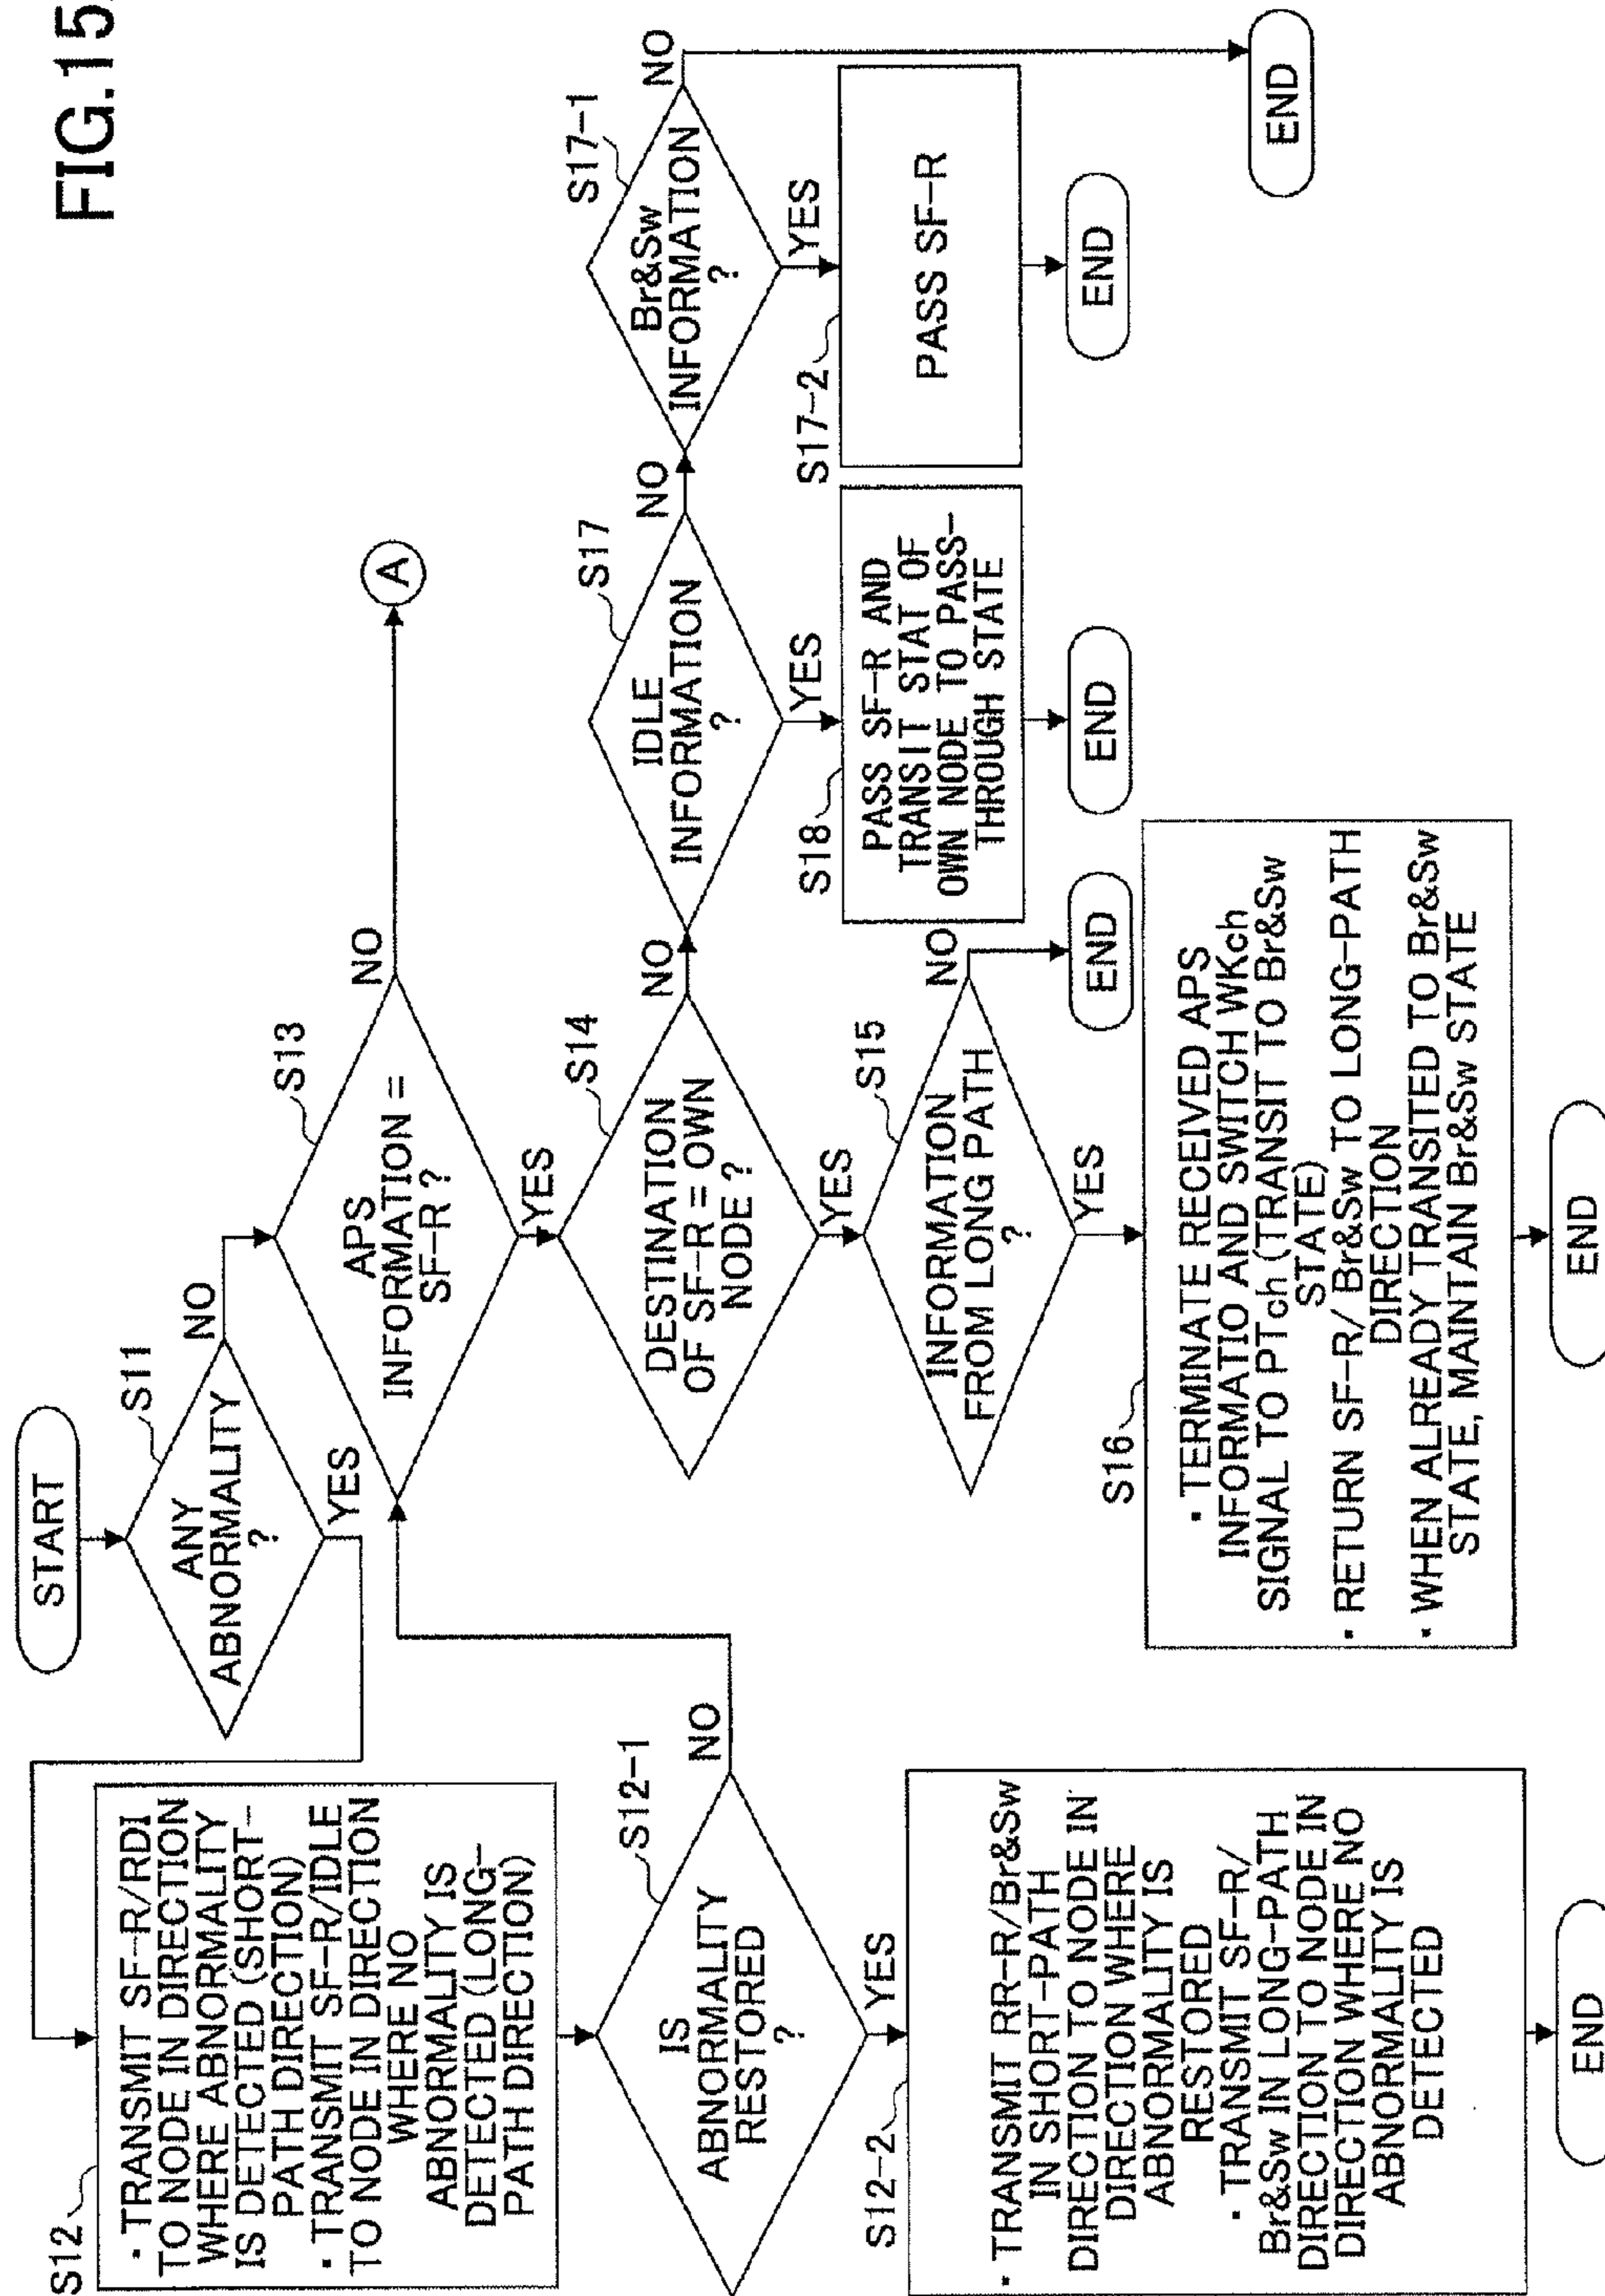 FIG.15
START
S11
ANY
ABNORMALITY
?
NO
YES
S12
· TRANSMIT SF-R/RDI
TO NODE IN DIRECTION
WHERE ABNORMALITY
IS DETECTED (SHORT-
PATH DIRECTION)
· TRANSMIT SF-R/IDLE
TO NODE IN DIRECTION
WHERE NO
ABNORMALITY IS
DETECTED (LONG-
PATH DIRECTION)
S12-1
IS
ABNORMALITY
RESTORED
?
NO
YES
S12-2
· TRANSMIT RR-R/Br&Sw
IN SHORT-PATH
DIRECTION TO NODE IN
DIRECTION WHERE
ABNORMALITY IS
RESTORED
· TRANSMIT SF-R/
Br&Sw IN LONG-PATH
DIRECTION TO NODE IN
DIRECTION WHERE NO
ABNORMALITY IS
DETECTED
END
S13
APS
INFORMATION =
SF-R ?
NO
A
YES
S14
DESTINATION
OF SF-R = OWN
NODE ?
NO
YES
S15
INFORMATION
FROM LONG PATH
?
NO
END
YES
S16
· TERMINATE RECEIVED APS
INFORMATIO AND SWITCH WKch
SIGNAL TO PTch (TRANSIT TO Br&Sw
STATE)
· RETURN SF-R/ Br&Sw TO LONG-PATH
DIRECTION
· WHEN ALREADY TRANSITED TO Br&Sw
STATE, MAINTAIN Br&Sw STATE
END
S17
IDLE
INFORMATION
?
NO
YES
S18
PASS SF-R AND
TRANSIT STAT OF
OWN NODE TO PASS-
THROUGH STATE
END
S17-1
Br&Sw
INFORMATION
?
NO
YES
S17-2
PASS SF-R
END
END